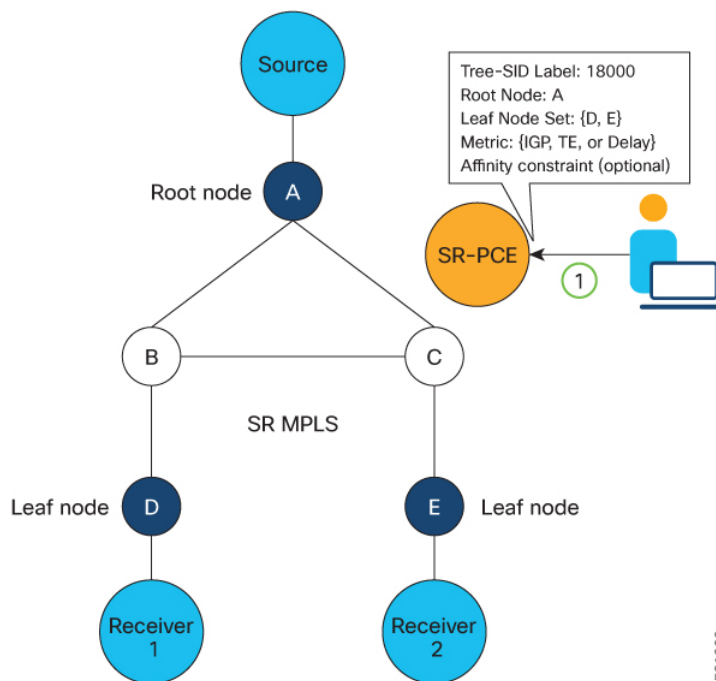 Source
Tree-SID Label: 18000
Root Node: A
Leaf Node Set: {D, E}
Metric: {IGP, TE, or Delay}
Affinity constraint (optional)
Root node
A
SR-PCE
1
B
C
SR MPLS
Leaf node
D
E
Leaf node
Receiver
1
Receiver
2